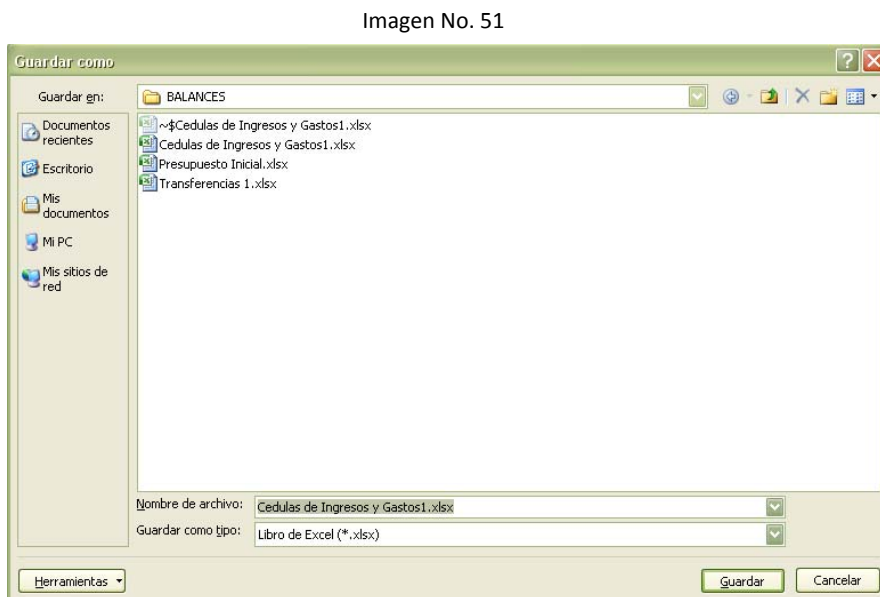 Imagen No. 51
Guardar como
Guardar en:
BALANCES
Documentos
recientes
Escritorio
Mis
documentos
Mi PC
Mis sitios de
red
~$Cedulas de Ingresos y Gastos1.xlsx
Cedulas de Ingresos y Gastos1.xlsx
Presupuesto Inicial.xlsx
Transferencias 1.xlsx
Nombre de archivo:
Cedulas de Ingresos y Gastos1.xlsx
Guardar como tipo:
Libro de Excel (*.xlsx)
Herramientas
Guardar
Cancelar